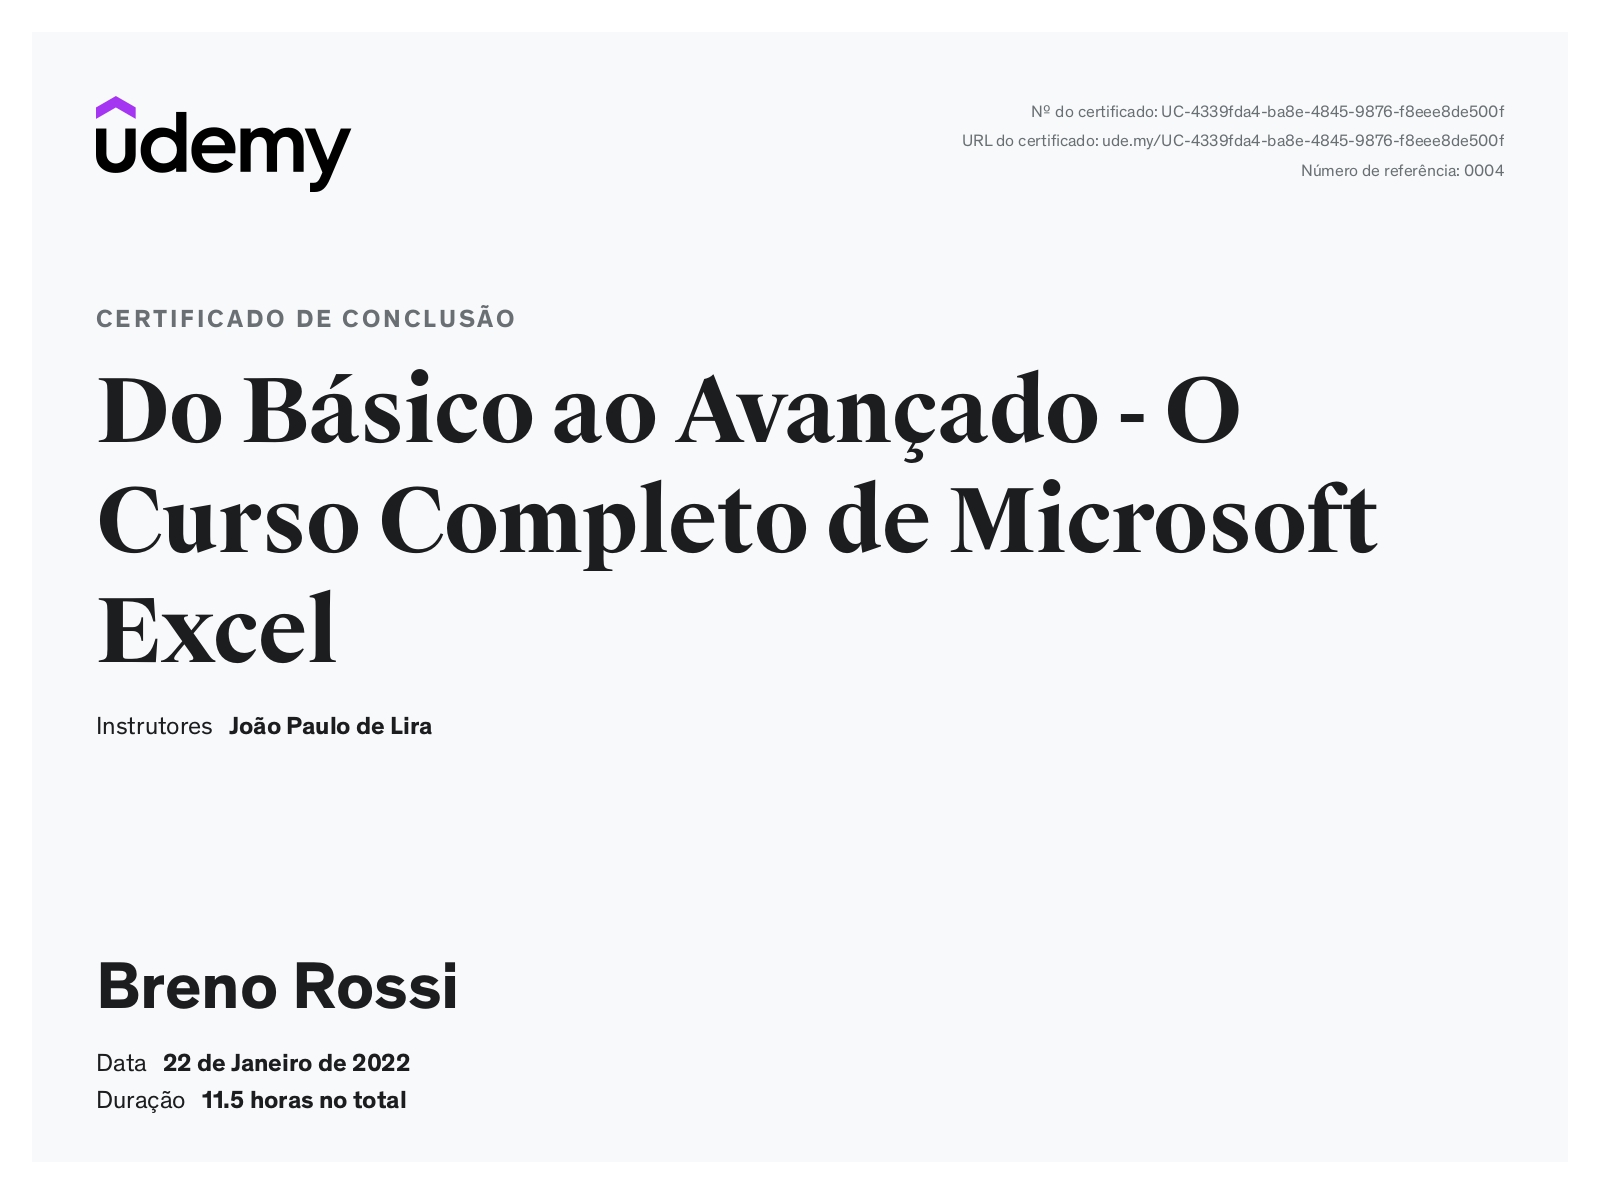 udemy
Nº do certificado: UC-4339fda4-ba8e-4845-9876-f8eee8de500f
URL do certificado: ude.my/UC-4339fda4-ba8e-4845-9876-f8eee8de500f
Número de referência: 0004
CERTIFICADO DE CONCLUSÃO
Do Básico ao Avançado - O
Curso Completo de Microsoft
Excel
Instrutores João Paulo de Lira
Breno Rossi
Data 22 de Janeiro de 2022
Duração 11.5 horas no total